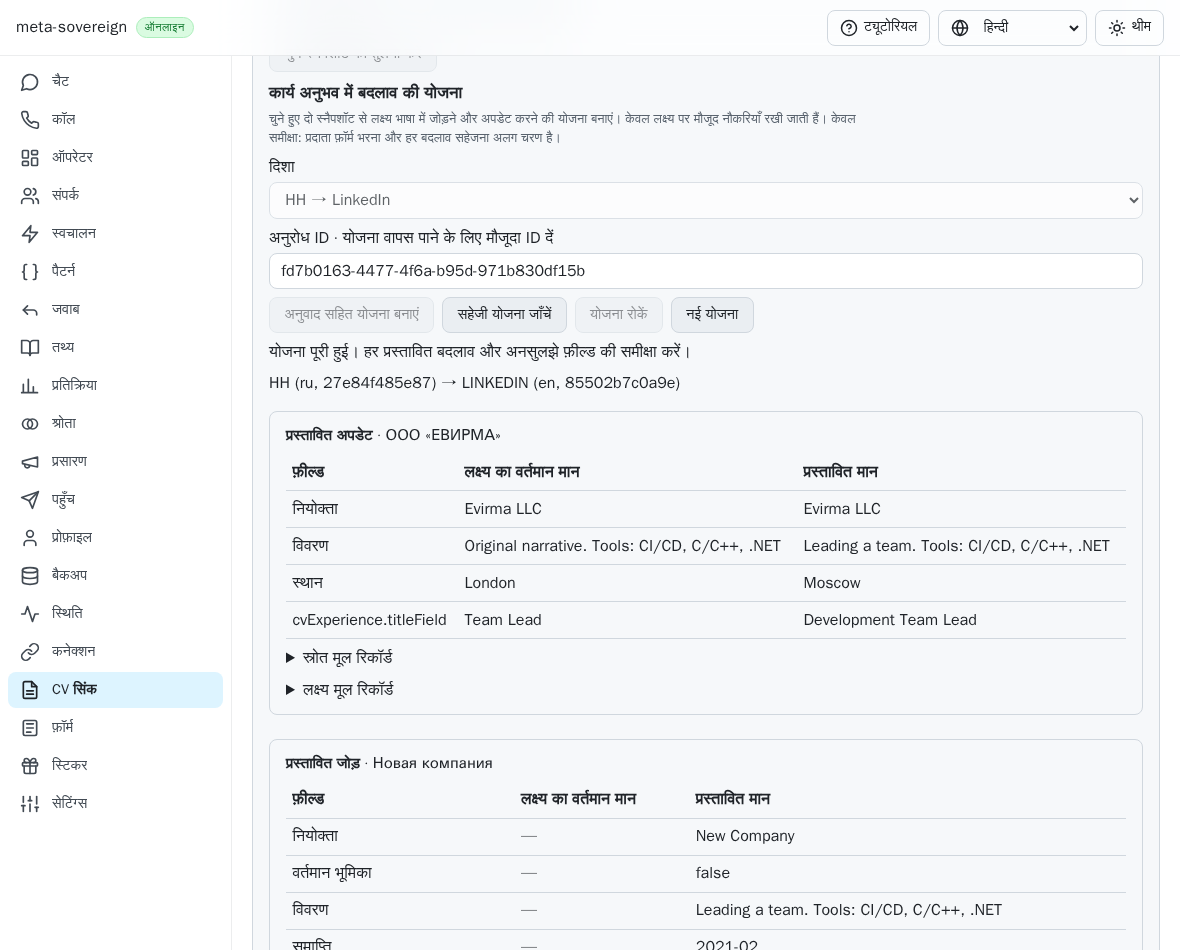 meta-sovereign ऑनलाइन
ट्यूटोरियल
हिन्दी
थीम
चैट
कॉल
ऑपरेटर
संपर्क
स्वचालन
पैटर्न
जवाब
तथ्य
प्रतिक्रिया
श्रोता
प्रसारण
पहुँच
प्रोफ़ाइल
बैकअप
स्थिति
कनेक्शन
CV सिंक
फ़ॉर्म
स्टिकर
सेटिंग्स
कार्य अनुभव में बदलाव की योजना
चुने हुए दो स्नैपशॉट से लक्ष्य भाषा में जोड़ने और अपडेट करने की योजना बनाएं। केवल लक्ष्य पर मौजूद नौकरियाँ रखी जाती हैं। केवल
समीक्षा: प्रदाता फ़ॉर्म भरना और हर बदलाव सहेजना अलग चरण है।
दिशा
HH → LinkedIn
अनुरोध ID · योजना वापस पाने के लिए मौजूदा ID दें
fd7b0163-4477-4f6a-b95d-971b830df15b
अनुवाद सहित योजना बनाएं सहेजी योजना जाँचें योजना रोकें नई योजना
योजना पूरी हुई। हर प्रस्तावित बदलाव और अनसुलझे फ़ील्ड की समीक्षा करें।
HH (ru, 27e84f485e87) → LINKEDIN (en, 85502b7c0a9e)
प्रस्तावित अपडेट · ООО «ЕВИРМА»
फ़ील्ड लक्ष्य का वर्तमान मान प्रस्तावित मान
नियोक्ता Evirma LLC Evirma LLC
विवरण Original narrative. Tools: CI/CD, C/C++, .NET Leading a team. Tools: CI/CD, C/C++, .NET
स्थान London Moscow
cvExperience.titleField Team Lead Development Team Lead
▶ स्रोत मूल रिकॉर्ड
▶ लक्ष्य मूल रिकॉर्ड
प्रस्तावित जोड़ · Новая компания
फ़ील्ड लक्ष्य का वर्तमान मान प्रस्तावित मान
नियोक्ता — New Company
वर्तमान भूमिका — false
विवरण — Leading a team. Tools: CI/CD, C/C++, .NET
समाप्ति — 2021-02